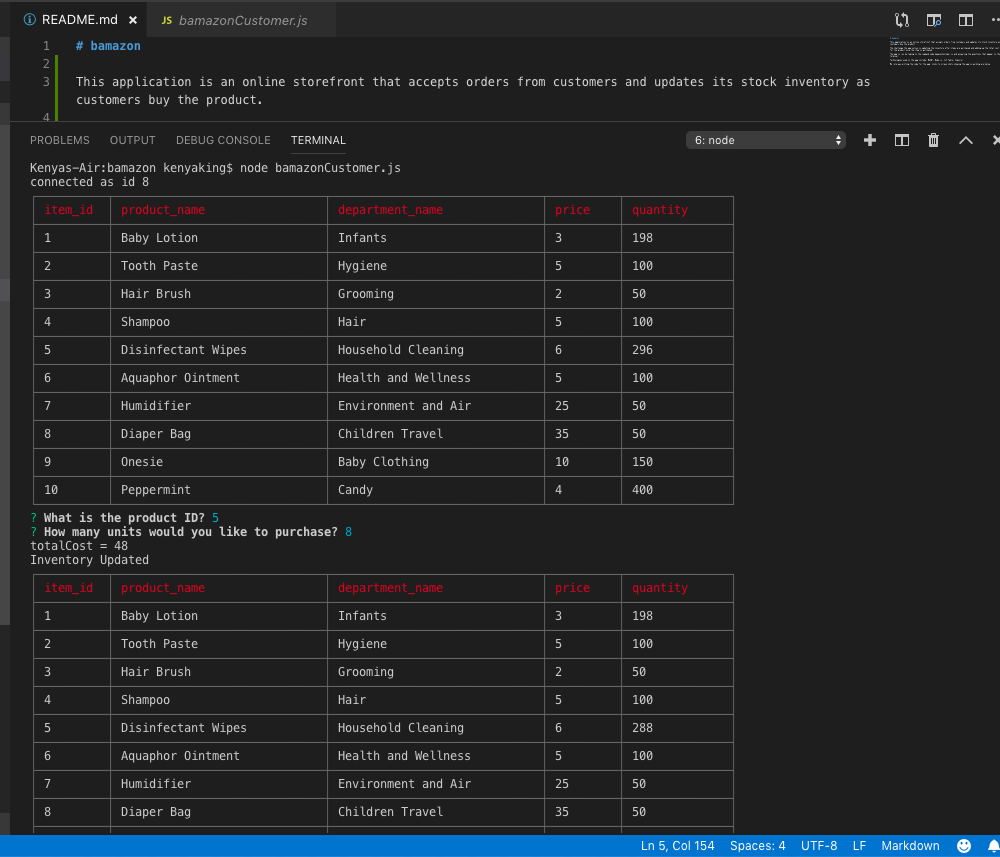 README.md
JS bamazonCustomer.js
1 # bamazon
2
3 This application is an online storefront that accepts orders from customers and updates its stock inventory as
customers buy the product.
4
PROBLEMS OUTPUT DEBUG CONSOLE TERMINAL 6: node
Kenyas-Air:bamazon kenyaking$ node bamazonCustomer.js
connected as id 8
item_id product_name department_name price quantity
1 Baby Lotion Infants 3 198
2 Tooth Paste Hygiene 5 100
3 Hair Brush Grooming 2 50
4 Shampoo Hair 5 100
5 Disinfectant Wipes Household Cleaning 6 296
6 Aquaphor Ointment Health and Wellness 5 100
7 Humidifier Environment and Air 25 50
8 Diaper Bag Children Travel 35 50
9 Onesie Baby Clothing 10 150
10 Peppermint Candy 4 400
? What is the product ID? 5
? How many units would you like to purchase? 8
totalCost = 48
Inventory Updated
item_id product_name department_name price quantity
1 Baby Lotion Infants 3 198
2 Tooth Paste Hygiene 5 100
3 Hair Brush Grooming 2 50
4 Shampoo Hair 5 100
5 Disinfectant Wipes Household Cleaning 6 288
6 Aquaphor Ointment Health and Wellness 5 100
7 Humidifier Environment and Air 25 50
8 Diaper Bag Children Travel 35 50
Ln 5, Col 154 Spaces: 4 UTF-8 LF Markdown